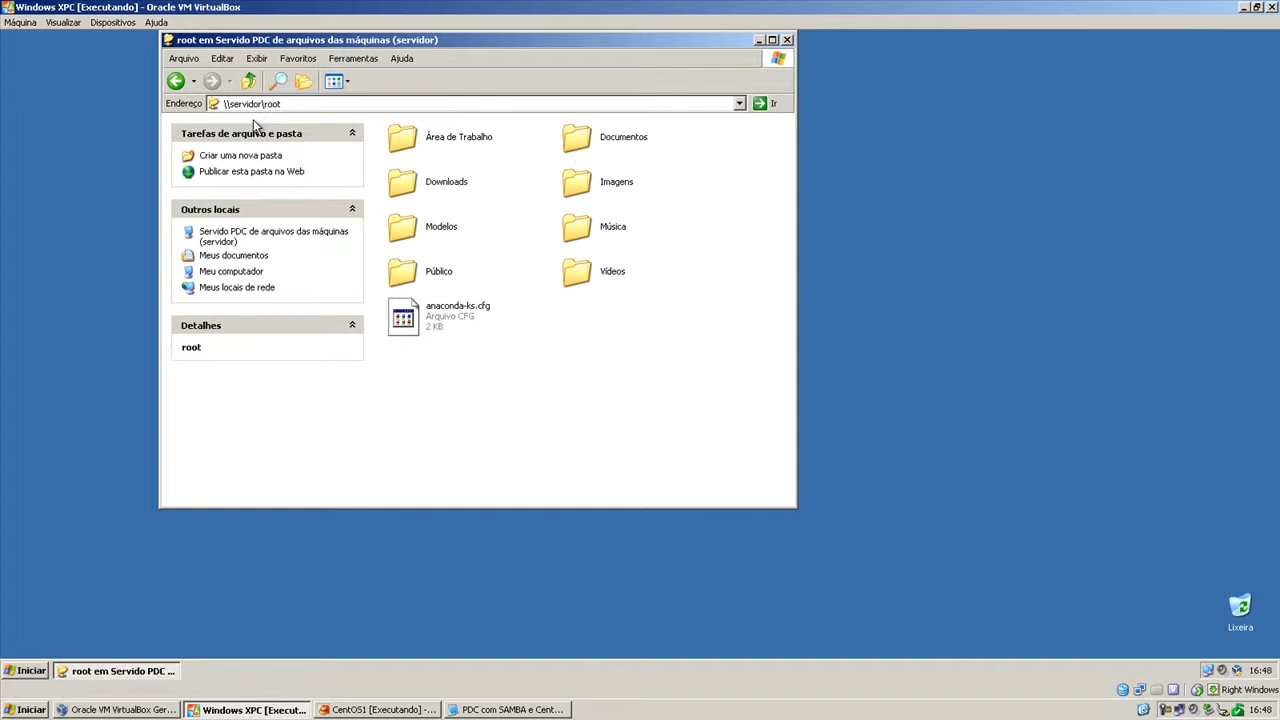 Windows XPC [Executando] - Oracle VM VirtualBox
Máquina Visualizar Dispositivos Ajuda
root em Servido PDC de arquivos das máquinas (servidor)
Arquivo Editar Exibir Favoritos Ferramentas Ajuda
Endereço \\servidor\root Ir
Tarefas de arquivo e pasta
Criar uma nova pasta
Publicar esta pasta na Web
Outros locais
Servido PDC de arquivos das máquinas
(servidor)
Meus documentos
Meu computador
Meus locais de rede
Detalhes
root
Área de Trabalho Documentos
Downloads Imagens
Modelos Música
Público Vídeos
anaconda-ks.cfg
Arquivo CFG
2 KB
Lixeira
Iniciar root em Servido PDC ... 16:48
Right Windows
Iniciar Oracle VM VirtualBox Ger... Windows XPC [Execut... CentOS1 [Executando] -... PDC com SAMBA e Cent... 16:48